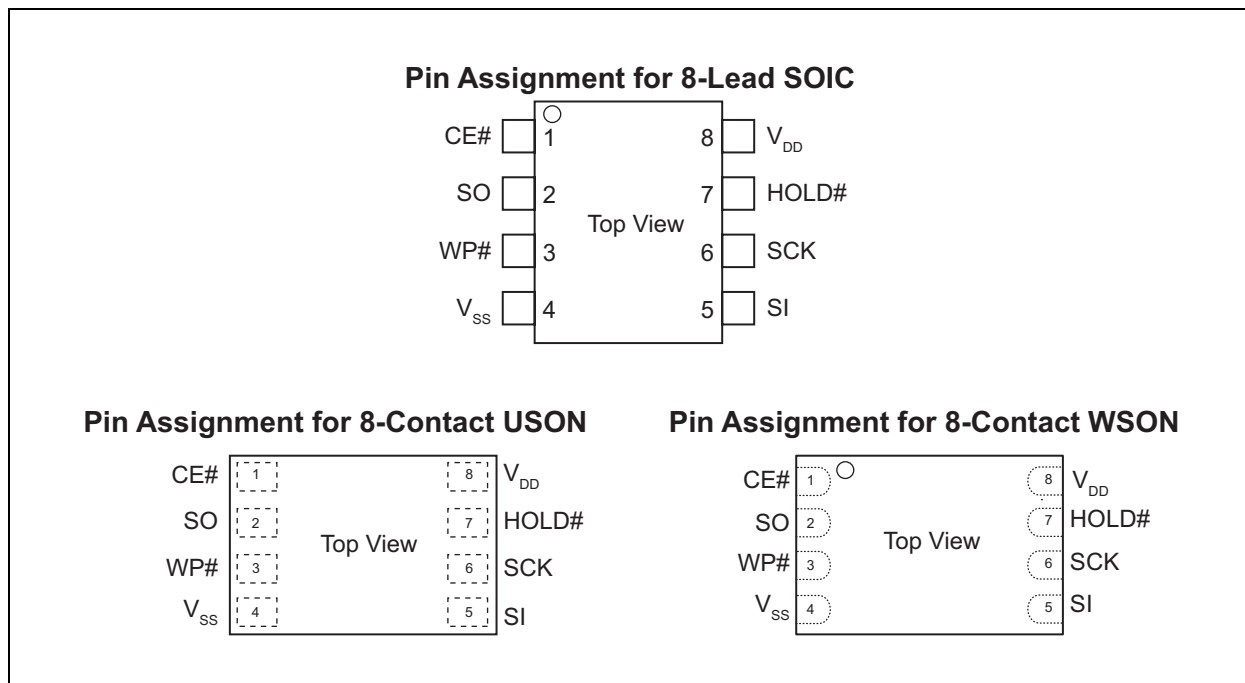 Pin Assignment for 8-Lead SOIC
CE# 1 8 VDD
SO 2 7 HOLD#
Top View
WP# 3 6 SCK
VSS 4 5 SI
Pin Assignment for 8-Contact USON
CE# 1 8 VDD
SO 2 7 HOLD#
Top View
WP# 3 6 SCK
VSS 4 5 SI
Pin Assignment for 8-Contact WSON
CE# 1 8 VDD
SO 2 7 HOLD#
Top View
WP# 3 6 SCK
VSS 4 5 SI